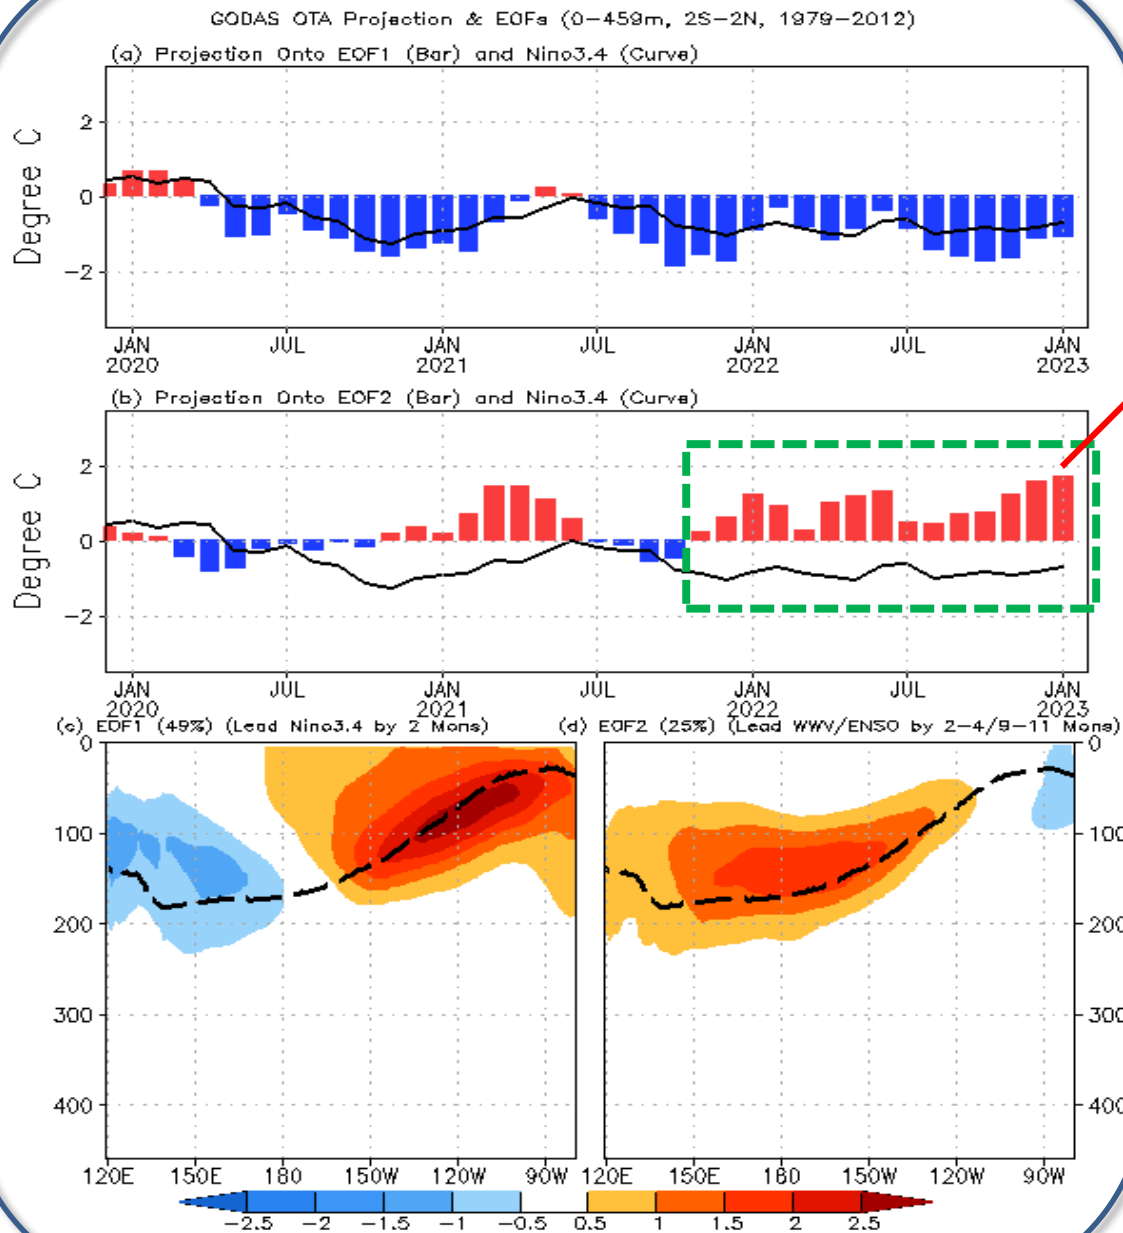 GODAS OTA Projection & EOFs (0-459m, 2S-2N, 1979-2012)
(a) Projection Onto EOF1 (Bar) and Nino3.4 (Curve)
Degree C
2
0
-2
JAN JUL JAN JUL JAN JUL JAN
2020 2021 2022 2023
(b) Projection Onto EOF2 (Bar) and Nino3.4 (Curve)
Degree C
2
0
-2
JAN JUL JAN JUL JAN JUL JAN
2020 2021 2022 2023
(c) EOF1 (49%) (Lead Nino3.4 by 2 Mons)
(d) EOF2 (25%) (Lead WWV/ENSO by 2-4/9-11 Mons)
0 0
100 100
200 200
300 300
400 400
120E 150E 180 150W 120W 90W 120E 150E 180 150W 120W 90W
-2.5 -2 -1.5 -1 -0.5 0.5 1 1.5 2 2.5